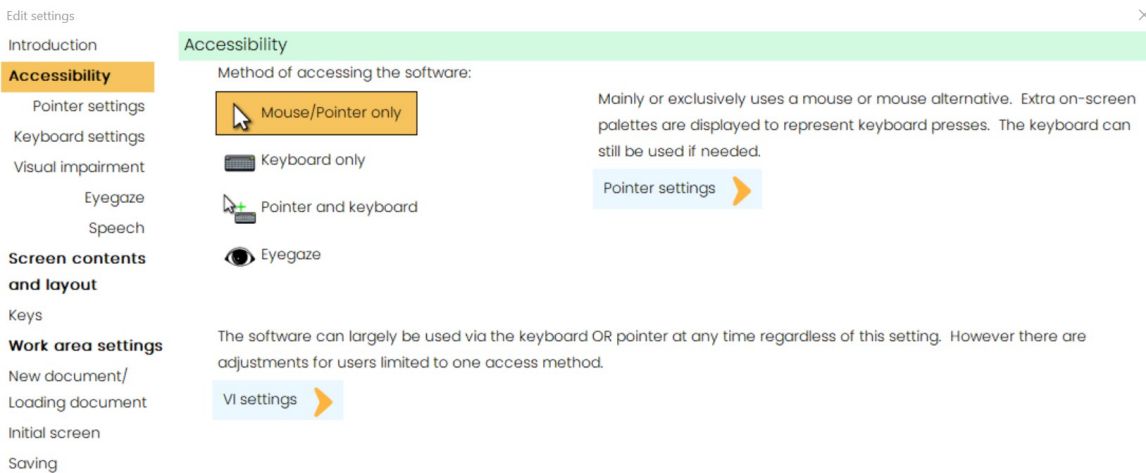 Edit settings
Introduction
Accessibility
Pointer settings
Keyboard settings
Visual impairment
Eyegaze
Speech
Screen contents
and layout
Keys
Work area settings
New document/
Loading document
Initial screen
Saving
Accessibility
Method of accessing the software:
Mouse/Pointer only
Keyboard only
Pointer and keyboard
Eyegaze
Mainly or exclusively uses a mouse or mouse alternative. Extra on-screen
palettes are displayed to represent keyboard presses. The keyboard can
still be used if needed.
Pointer settings
The software can largely be used via the keyboard OR pointer at any time regardless of this setting. However there are
adjustments for users limited to one access method.
VI settings